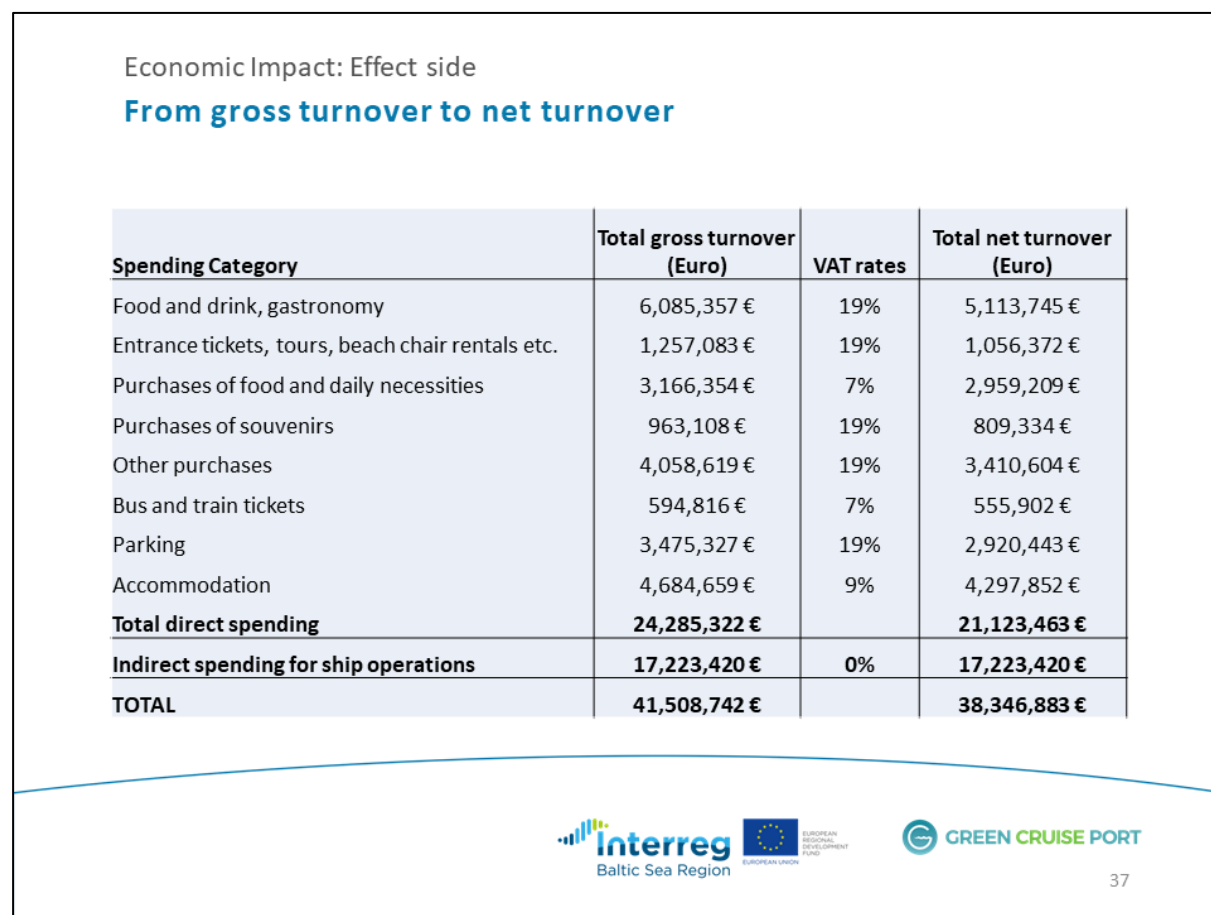 Economic Impact: Effect side
From gross turnover to net turnover
Spending Category Total gross turnover (Euro) VAT rates Total net turnover (Euro)
Food and drink, gastronomy 6,085,357 € 19% 5,113,745 €
Entrance tickets, tours, beach chair rentals etc. 1,257,083 € 19% 1,056,372 €
Purchases of food and daily necessities 3,166,354 € 7% 2,959,209 €
Purchases of souvenirs 963,108 € 19% 809,334 €
Other purchases 4,058,619 € 19% 3,410,604 €
Bus and train tickets 594,816 € 7% 555,902 €
Parking 3,475,327 € 19% 2,920,443 €
Accommodation 4,684,659 € 9% 4,297,852 €
Total direct spending 24,285,322 € 21,123,463 €
Indirect spending for ship operations 17,223,420 € 0% 17,223,420 €
TOTAL 41,508,742 € 38,346,883 €
Interreg
Baltic Sea Region
EUROPEAN UNION
EUROPEAN
REGIONAL
DEVELOPMENT
FUND
GREEN CRUISE PORT
37